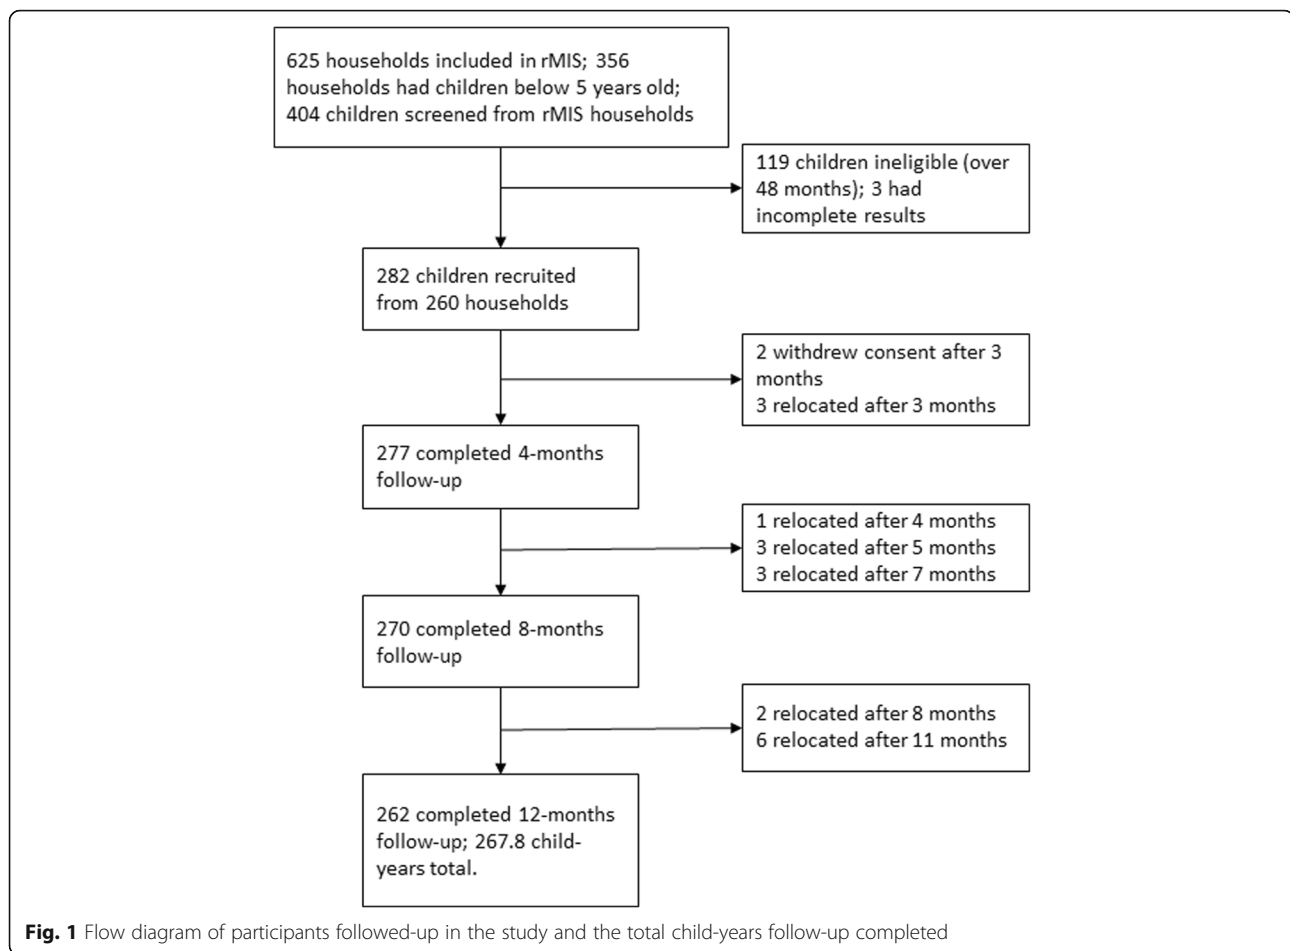 625 households included in rMIS; 356
households had children below 5 years old;
404 children screened from rMIS households
119 children ineligible (over
48 months); 3 had
incomplete results
282 children recruited
from 260 households
2 withdrew consent after 3
months
3 relocated after 3 months
277 completed 4-months
follow-up
1 relocated after 4 months
3 relocated after 5 months
3 relocated after 7 months
270 completed 8-months
follow-up
2 relocated after 8 months
6 relocated after 11 months
262 completed 12-months
follow-up; 267.8 child-
years total.
Fig. 1 Flow diagram of participants followed-up in the study and the total child-years follow-up completed